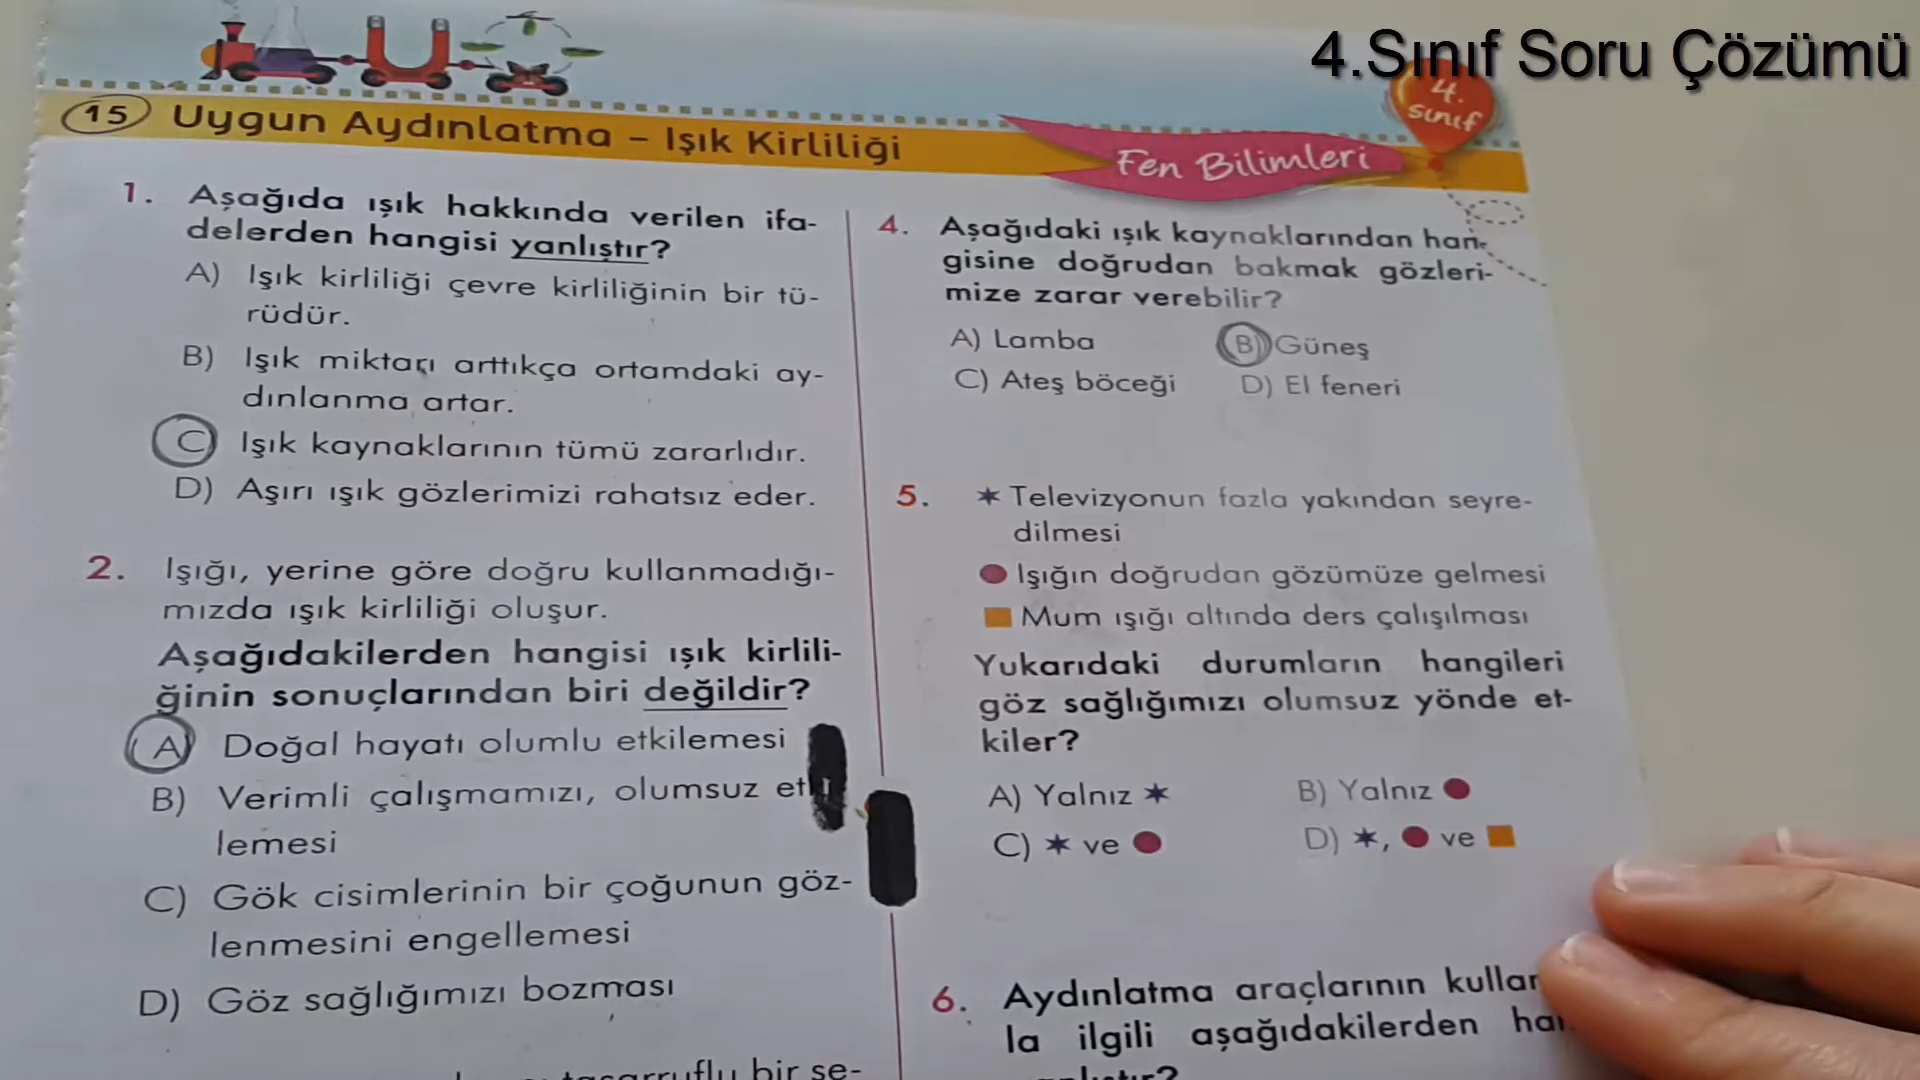 4.Sınıf Soru Çözümü
4.
sınıf
15 Uygun Aydınlatma – Işık Kirliliği
Fen Bilimleri
1. Aşağıda ışık hakkında verilen ifa-
delerden hangisi yanlıştır?
A) Işık kirliliği çevre kirliliğinin bir tü-
rüdür.
B) Işık miktarı arttıkça ortamdaki ay-
dınlanma artar.
C) Işık kaynaklarının tümü zararlıdır.
D) Aşırı ışık gözlerimizi rahatsız eder.
2. Işığı, yerine göre doğru kullanmadığı-
mızda ışık kirliliği oluşur.
Aşağıdakilerden hangisi ışık kirlili-
ğinin sonuçlarından biri değildir?
A) Doğal hayatı olumlu etkilemesi
B) Verimli çalışmamızı, olumsuz
lemesi
C) Gök cisimlerinin bir çoğunun göz-
lenmesini engellemesi
D) Göz sağlığımızı bozması
bir se-
4. Aşağıdaki ışık kaynaklarından han-
gisine doğrudan bakmak gözleri-
mize zarar verebilir?
A) Lamba B) Güneş
C) Ateş böceği D) El feneri
5. ✶ Televizyonun fazla yakından seyre-
dilmesi
● Işığın doğrudan gözümüze gelmesi
■ Mum ışığı altında ders çalışılması
Yukarıdaki durumların hangileri
göz sağlığımızı olumsuz yönde et-
kiler?
A) Yalnız ✶ B) Yalnız ●
C) ✶ ve ● D) ✶, ● ve ■
6. Aydınlatma araçlarının
la ilgili aşağıdakilerden